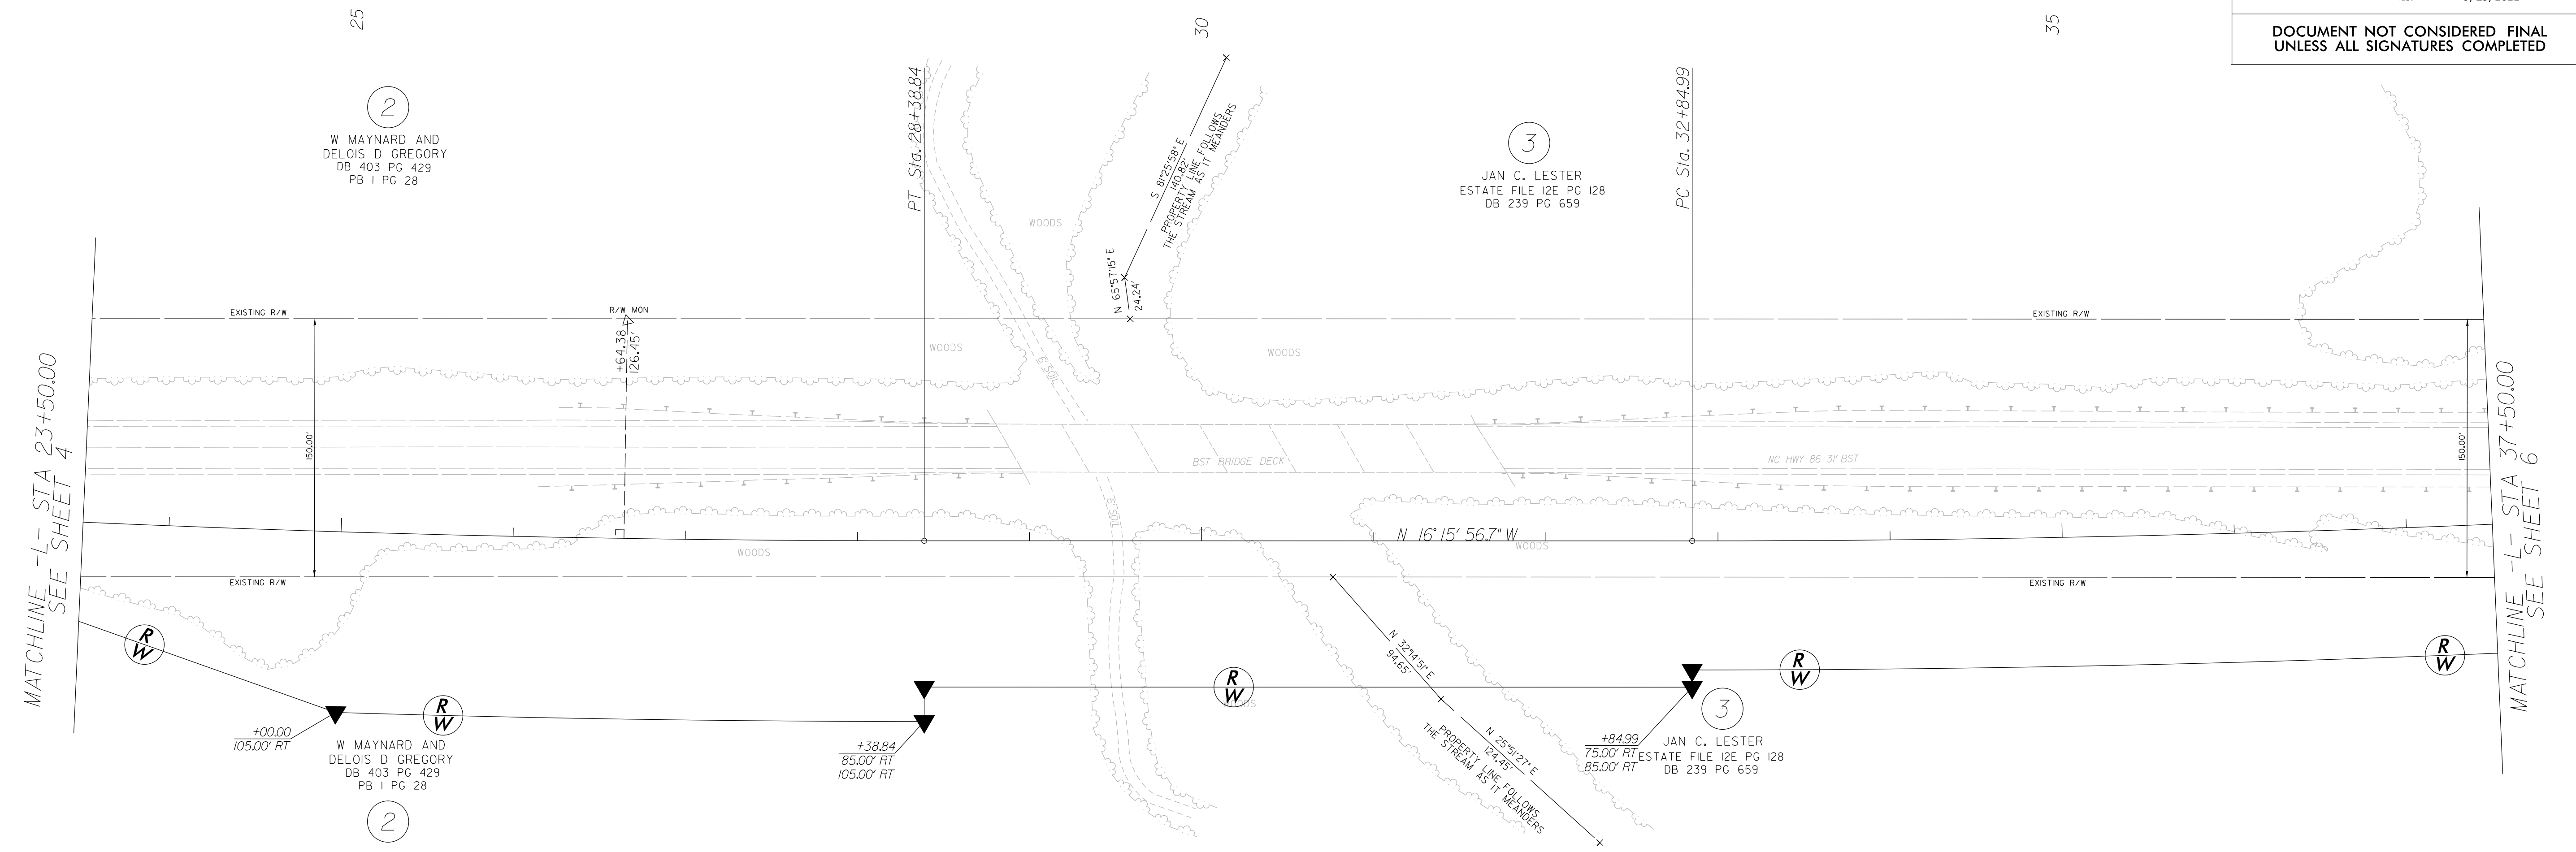 25
30
35
DOCUMENT NOT CONSIDERED FINAL
UNLESS ALL SIGNATURES COMPLETED
2
W MAYNARD AND
DELOIS D GREGORY
DB 403 PG 429
PB 1 PG 28
PT Sta. 28+38.84
S 81°25'58" E
140.82'
PROPERTY LINE FOLLOWS
THE STREAM AS IT MEANDERS
3
JAN C. LESTER
ESTATE FILE 12E PG 128
DB 239 PG 659
PC Sta. 32+84.99
WOODS
N 65°57'15" E
24.24'
EXISTING R/W
R/W MON
+64.38
126.45'
EXISTING R/W
WOODS
WOODS
MATCHLINE -L- STA 23+50.00
SEE SHEET 4
150.00'
BST BRIDGE DECK
NC HWY 86 31' BST
150.00'
MATCHLINE -L- STA 37+50.00
SEE SHEET 6
N 16° 15' 56.7" W
WOODS
WOODS
EXISTING R/W
EXISTING R/W
R
W
N 32°14'51" E
94.65'
R
W
R
W
R
W
R
W
WOODS
+00.00
105.00' RT
W MAYNARD AND
DELOIS D GREGORY
DB 403 PG 429
PB 1 PG 28
2
+38.84
85.00' RT
105.00' RT
N 25°51'27" E
124.45'
PROPERTY LINE FOLLOWS
THE STREAM AS IT MEANDERS
+84.99
75.00' RT
85.00' RT
3
JAN C. LESTER
ESTATE FILE 12E PG 128
DB 239 PG 659